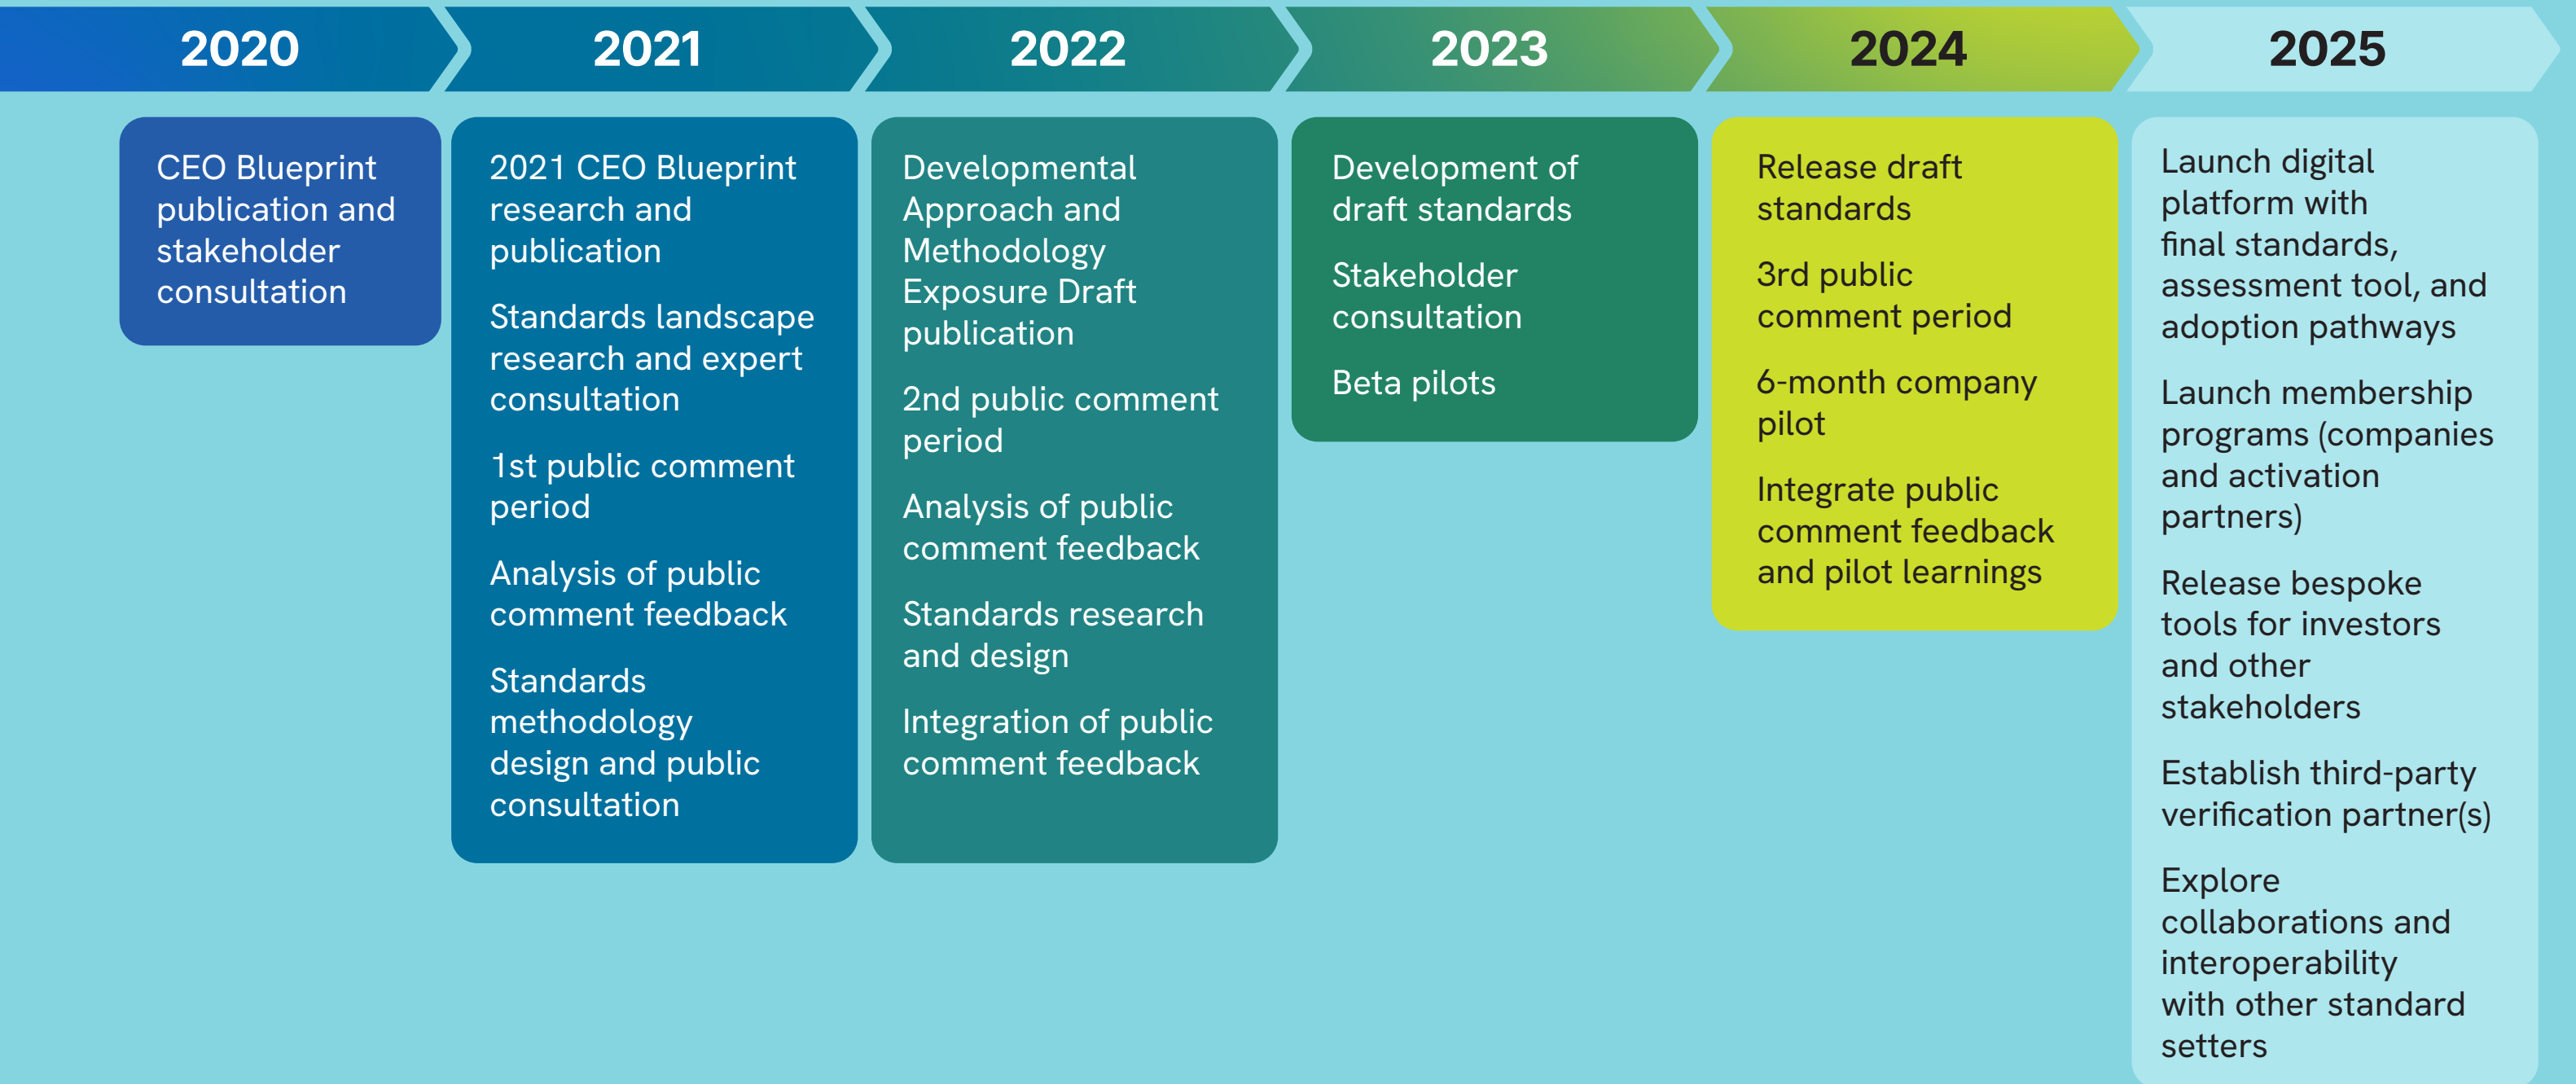 2020
2021
2022
2023
2024
2025
CEO Blueprint
publication and
stakeholder
consultation
2021 CEO Blueprint
research and
publication
Standards landscape
research and expert
consultation
1st public comment
period
Analysis of public
comment feedback
Standards
methodology
design and public
consultation
Developmental
Approach and
Methodology
Exposure Draft
publication
2nd public comment
period
Analysis of public
comment feedback
Standards research
and design
Integration of public
comment feedback
Development of
draft standards
Stakeholder
consultation
Beta pilots
Release draft
standards
3rd public
comment period
6-month company
pilot
Integrate public
comment feedback
and pilot learnings
Launch digital
platform with
final standards,
assessment tool, and
adoption pathways
Launch membership
programs (companies
and activation
partners)
Release bespoke
tools for investors
and other
stakeholders
Establish third-party
verification partner(s)
Explore
collaborations and
interoperability
with other standard
setters